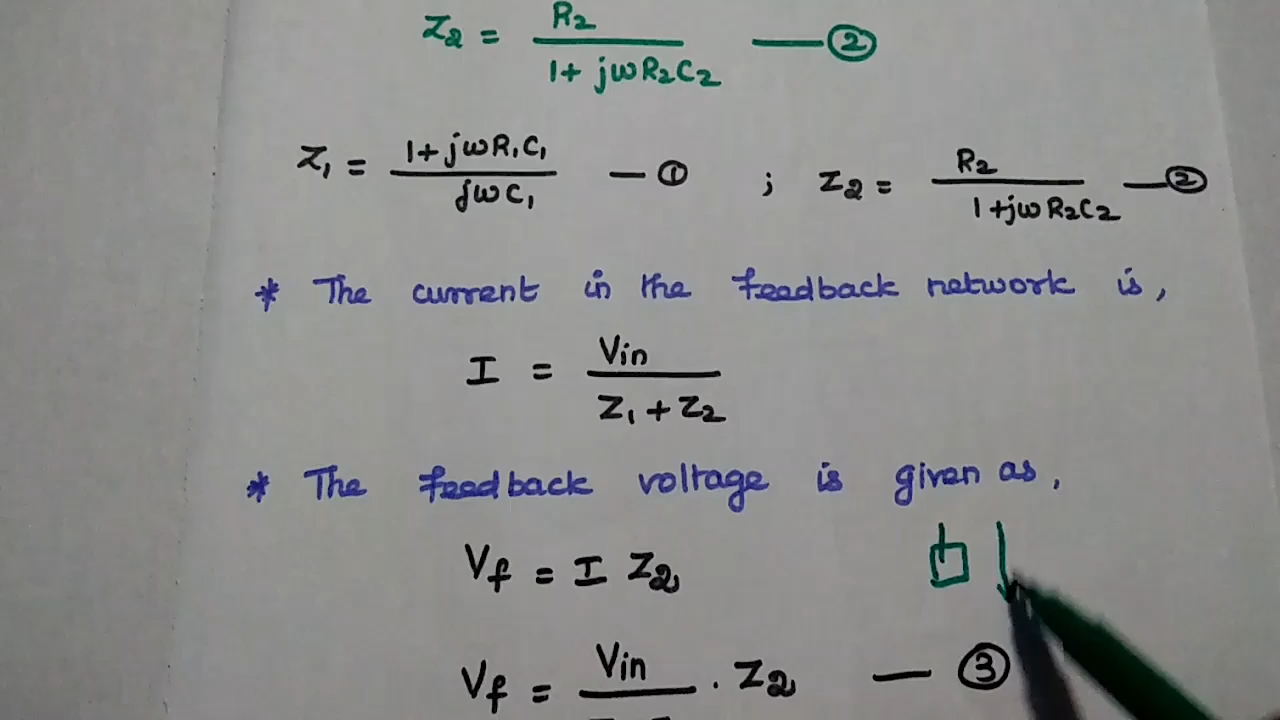 Z2 = R2 / 1 + jωR2C2 — ②
Z1 = 1 + jωR1C1 / jωC1 — ① ; Z2 = R2 / 1 + jωR2C2 — ②
* The current in the feedback network is,
I = Vin / Z1 + Z2
* The feedback voltage is given as,
Vf = I Z2
Vf = Vin / . Z2 — ③